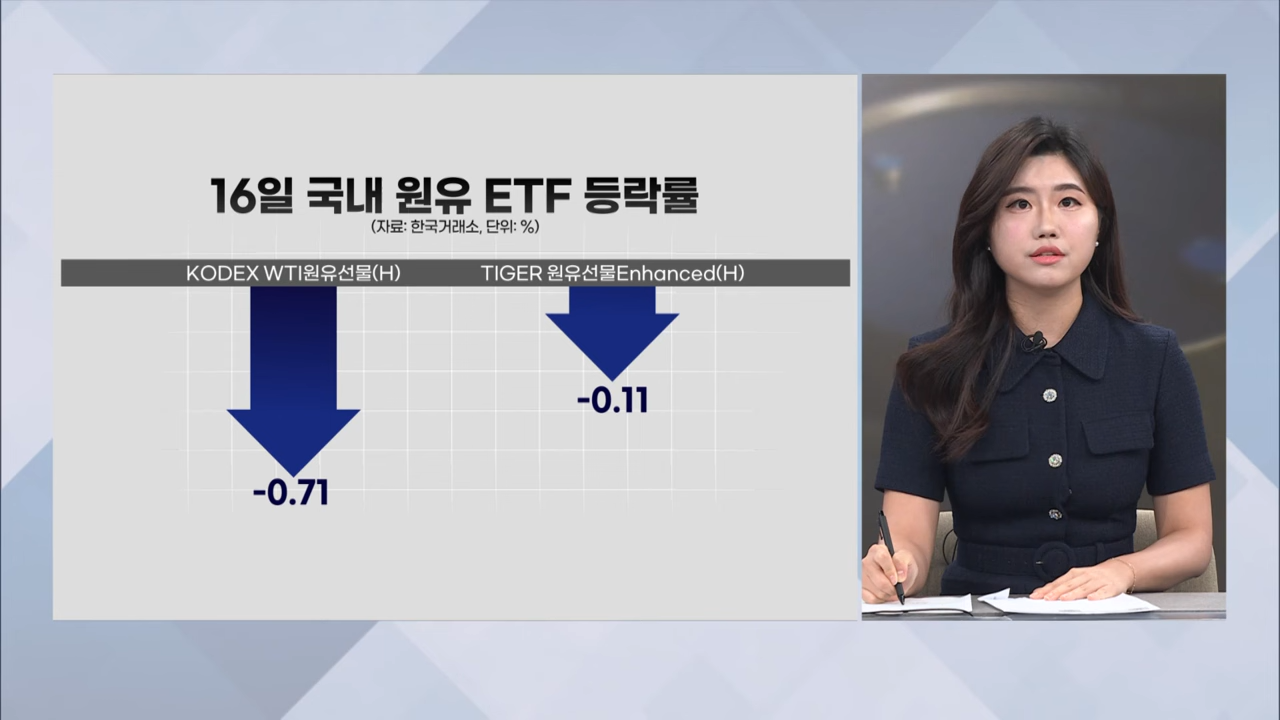 16일 국내 원유 ETF 등락률
(자료: 한국거래소, 단위: %)
KODEX WTI원유선물(H) TIGER 원유선물Enhanced(H)
-0.11
-0.71